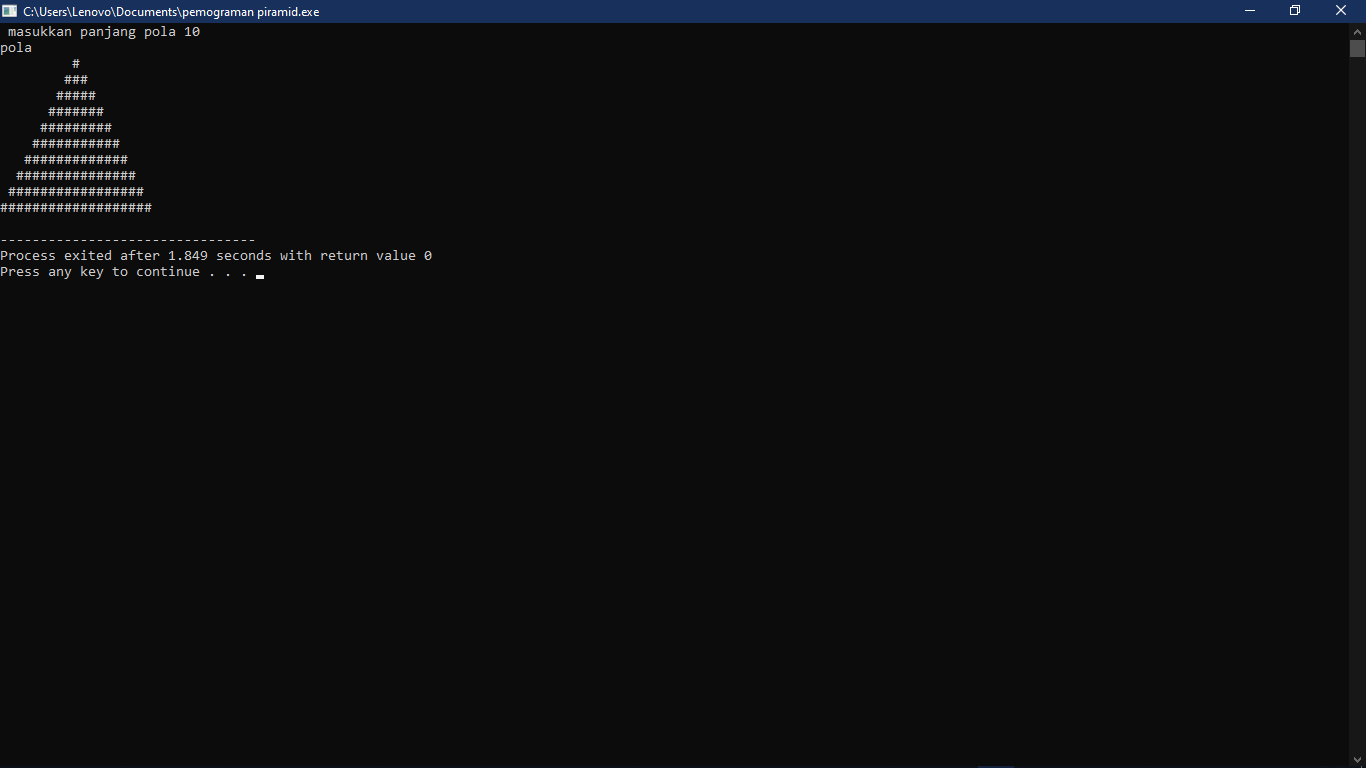 C:\Users\Lenovo\Documents\pemograman piramid.exe
 masukkan panjang pola 10
pola
         #
        ###
       #####
      #######
     #########
    ###########
   #############
  ###############
 #################
###################
--------------------------------
Process exited after 1.849 seconds with return value 0
Press any key to continue . . .